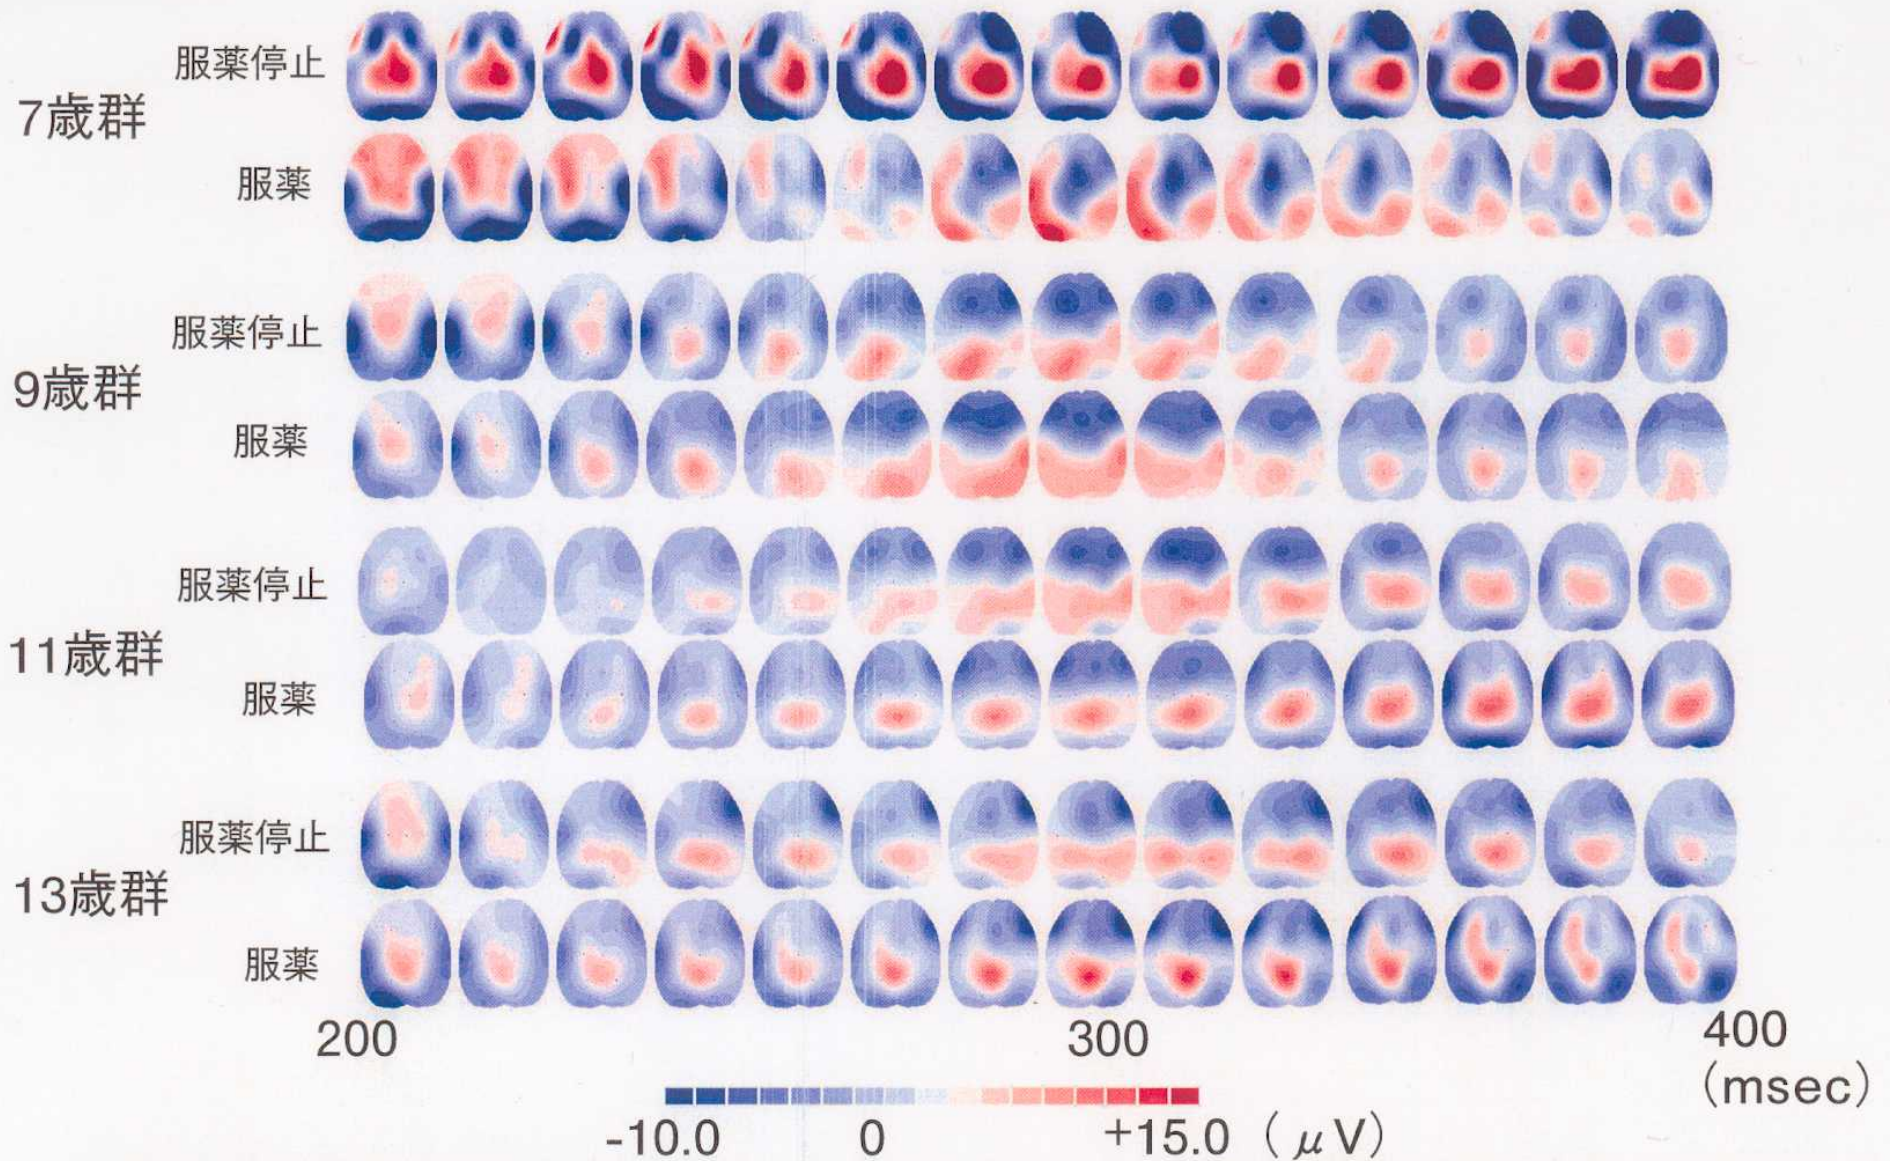 7歳群
服薬停止
服薬
9歳群
服薬停止
服薬
11歳群
服薬停止
服薬
13歳群
服薬停止
服薬
200 300 400
(msec)
-10.0 0 +15.0 (μV)